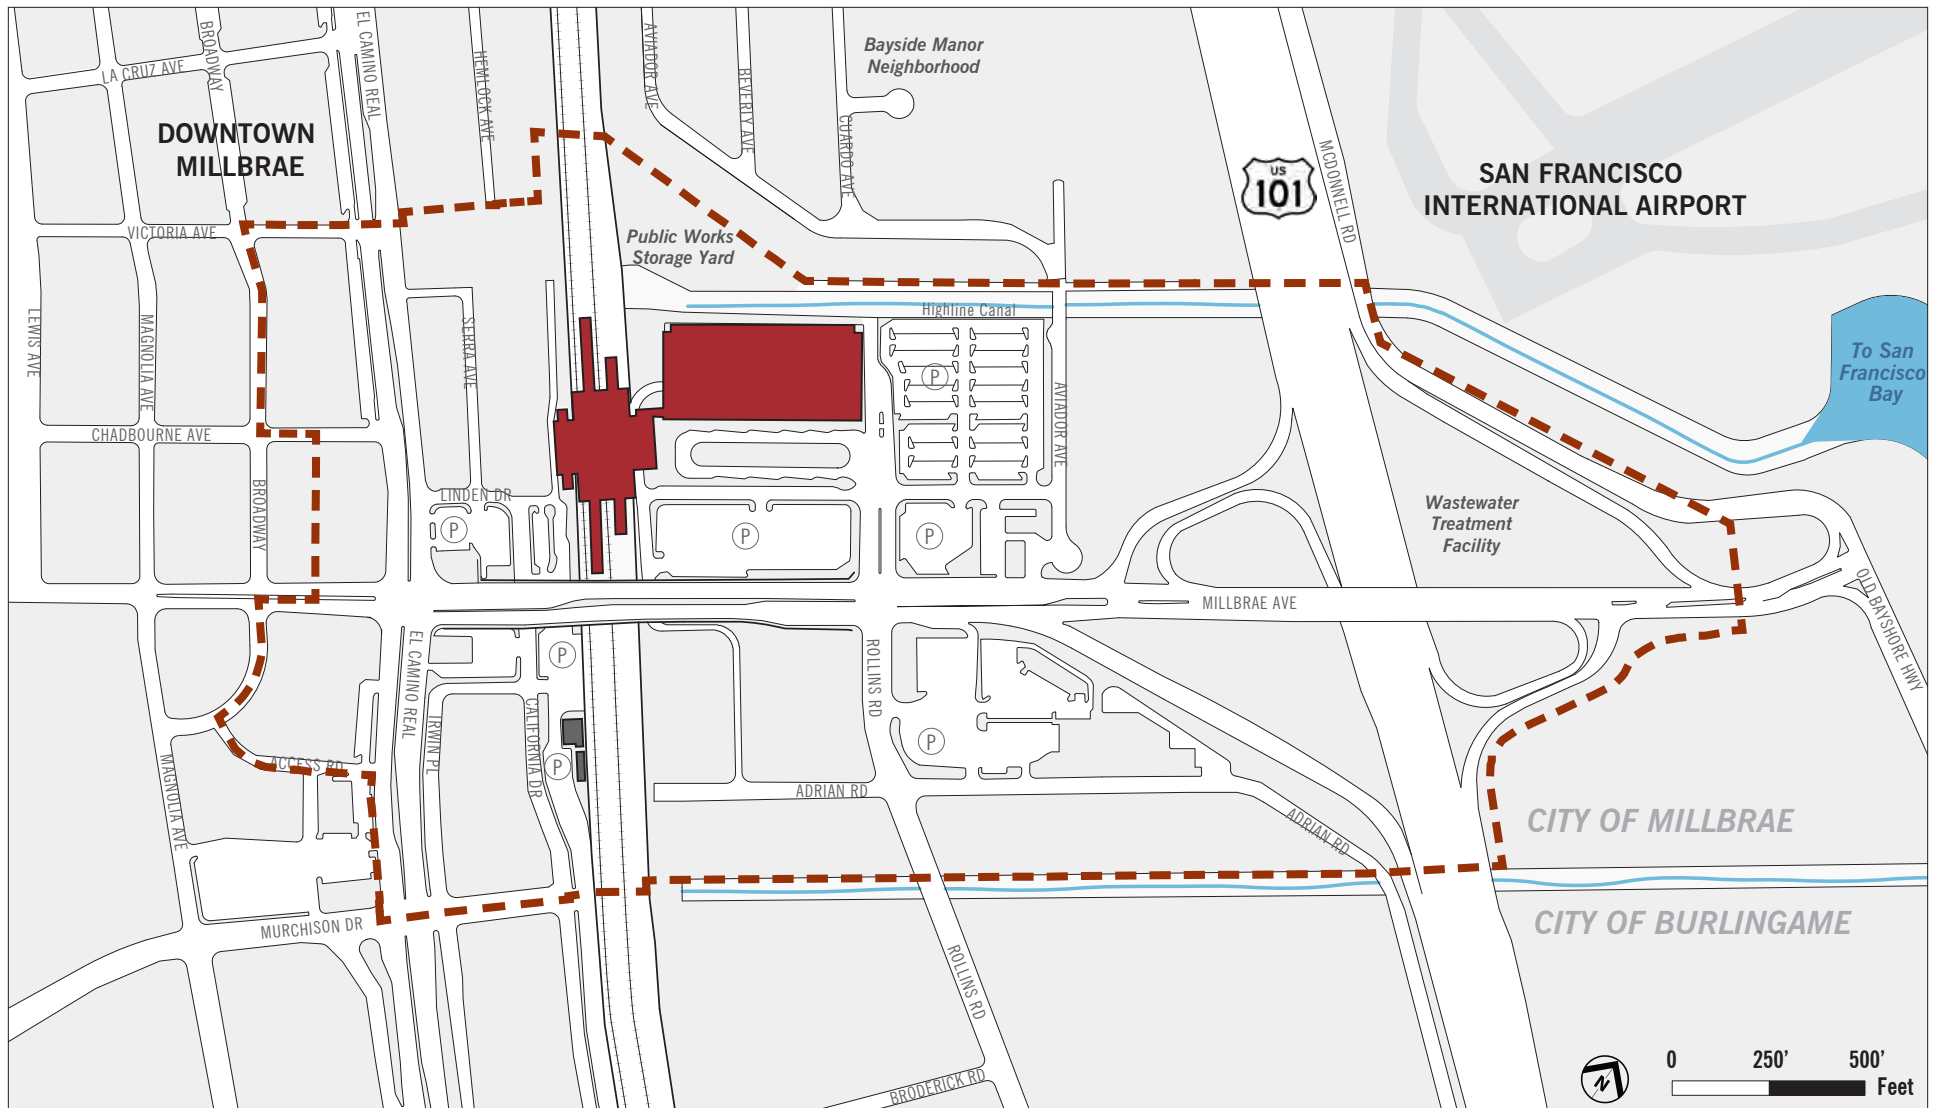 BROADWAY
EL CAMINO REAL
HEMLOCK AVE
AVIADOR AVE
BEVERLY AVE
CUARDO AVE
Bayside Manor
Neighborhood
LA CRUZ AVE
DOWNTOWN
MILLBRAE
US
101
MCDONNELL RD
SAN FRANCISCO
INTERNATIONAL AIRPORT
VICTORIA AVE
Public Works
Storage Yard
Highline Canal
LEWIS AVE
MAGNOLIA AVE
SERRA AVE
P
AVIADOR AVE
To San
Francisco
Bay
CHADBOURNE AVE
BROADWAY
LINDEN DR
P
P
P
Wastewater
Treatment
Facility
MILLBRAE AVE
OLD BAYSHORE HWY
EL CAMINO REAL
P
ROLLINS RD
IRWIN PL
CALIFORNIA DR
P
P
ACCESS RD
MAGNOLIA AVE
ADRIAN RD
ADRIAN RD
CITY OF MILLBRAE
CITY OF BURLINGAME
MURCHISON DR
ROLLINS RD
BRODERICK RD
N
0 250' 500'
Feet